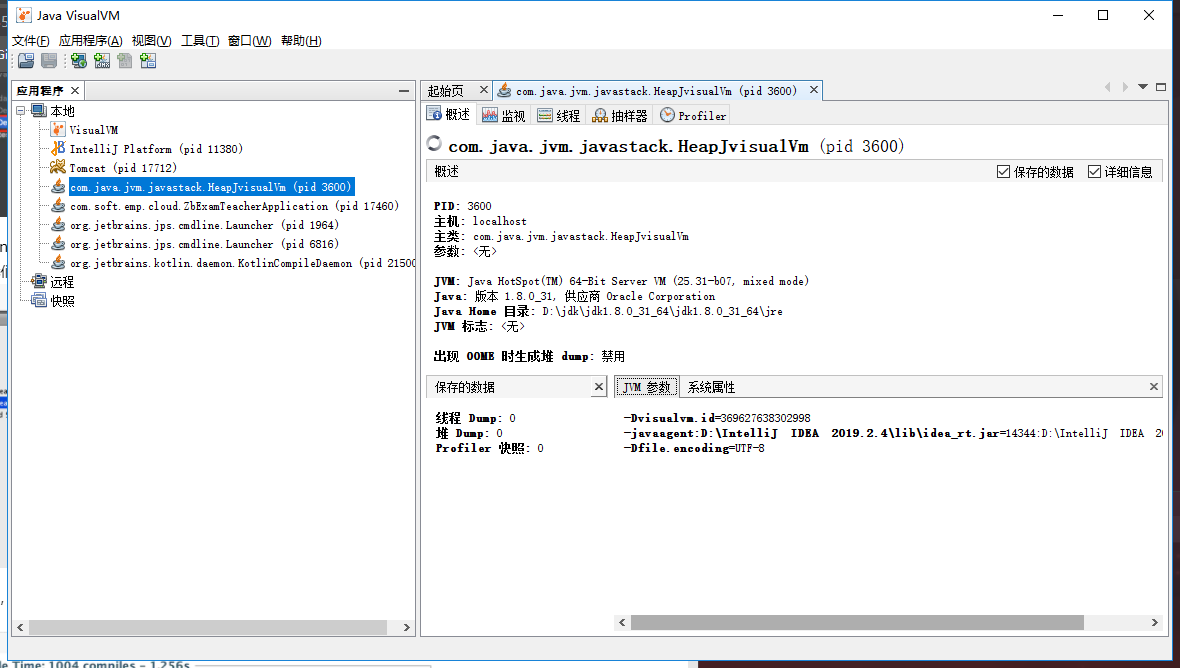 Java VisualVM
文件(F) 应用程序(A) 视图(V) 工具(T) 窗口(W) 帮助(H)
应用程序
本地
VisualVM
IntelliJ Platform (pid 11380)
Tomcat (pid 17712)
com.java.jvm.javastack.HeapJvisualVm (pid 3600)
com.soft.emp.cloud.ZbExamTeacherApplication (pid 17460)
org.jetbrains.jps.cmdline.Launcher (pid 1964)
org.jetbrains.jps.cmdline.Launcher (pid 6816)
org.jetbrains.kotlin.daemon.KotlinCompileDaemon (pid 21500
远程
快照
起始页 com.java.jvm.javastack.HeapJvisualVm (pid 3600)
概述 监视 线程 抽样器 Profiler
com.java.jvm.javastack.HeapJvisualVm (pid 3600)
概述 保存的数据 详细信息
PID: 3600
主机: localhost
主类: com.java.jvm.javastack.HeapJvisualVm
参数: <无>
JVM: Java HotSpot(TM) 64-Bit Server VM (25.31-b07, mixed mode)
Java: 版本 1.8.0_31, 供应商 Oracle Corporation
Java Home 目录: D:\jdk\jdk1.8.0_31_64\jdk1.8.0_31_64\jre
JVM 标志: <无>
出现 OOME 时生成堆 dump: 禁用
保存的数据
线程 Dump: 0
堆 Dump: 0
Profiler 快照: 0
JVM 参数 系统属性
-Dvisualvm.id=369627638302998
-javaagent:D:\IntelliJ IDEA 2019.2.4\lib\idea_rt.jar=14344:D:\IntelliJ IDEA 20
-Dfile.encoding=UTF-8
le Time: 1004 compiles - 1.256s